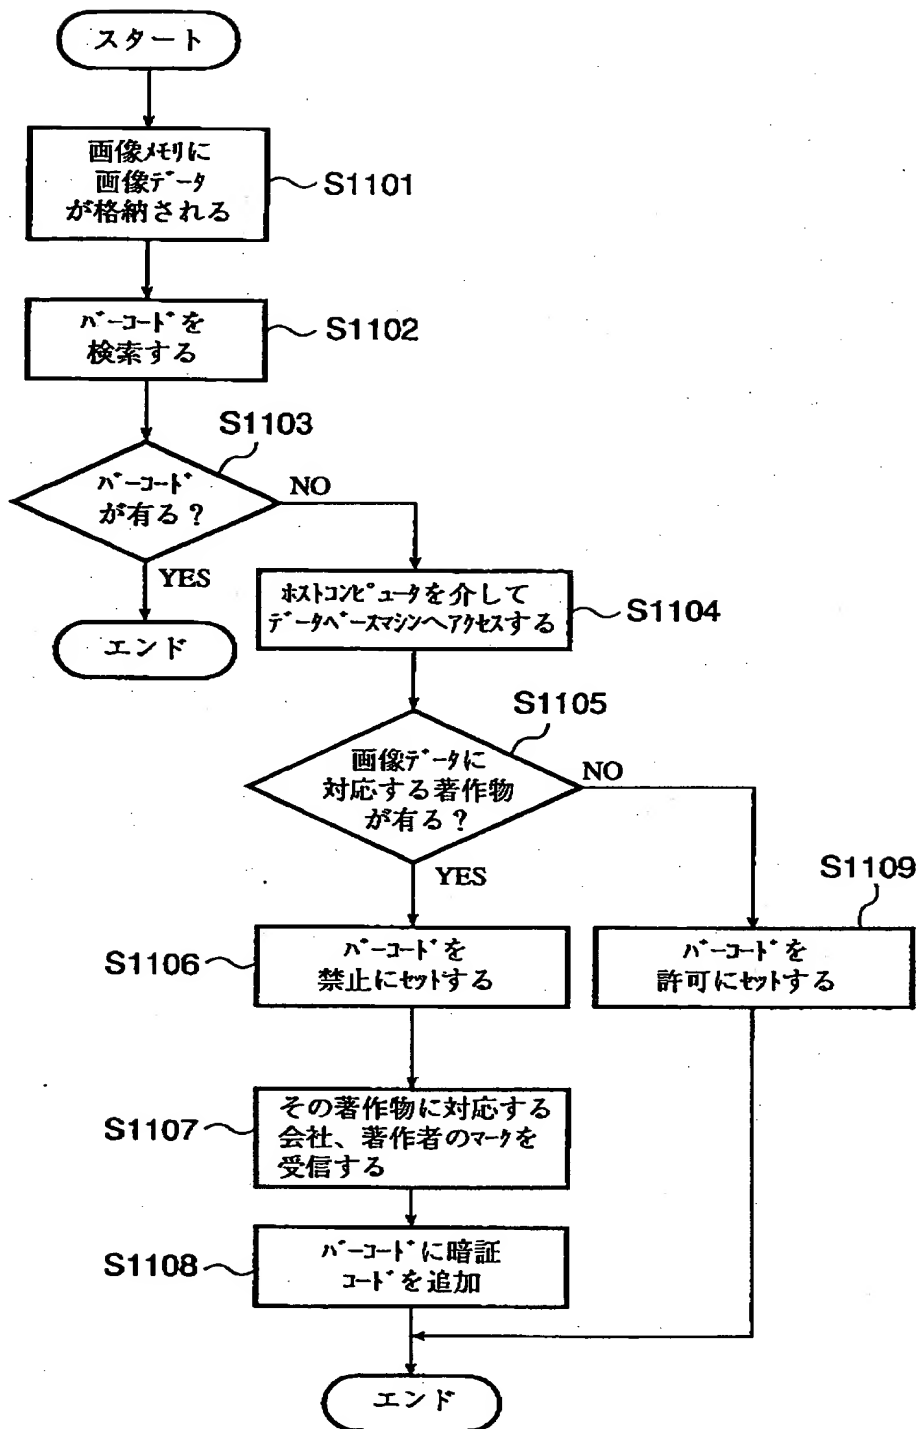 スタート
画像メモリに
画像データ
が格納される
S1101
バーコードを
検索する
S1102
S1103
バーコード
が有る？
NO
YES
エンド
ホストコンピュータを介して
データベースマシンへアクセスする
S1104
S1105
画像データに
対応する著作物
が有る？
NO
YES
S1109
S1106
バーコードを
禁止にセットする
バーコードを
許可にセットする
S1107
その著作物に対応する
会社、著作者のマークを
受信する
S1108
バーコードに暗証
コードを追加
エンド